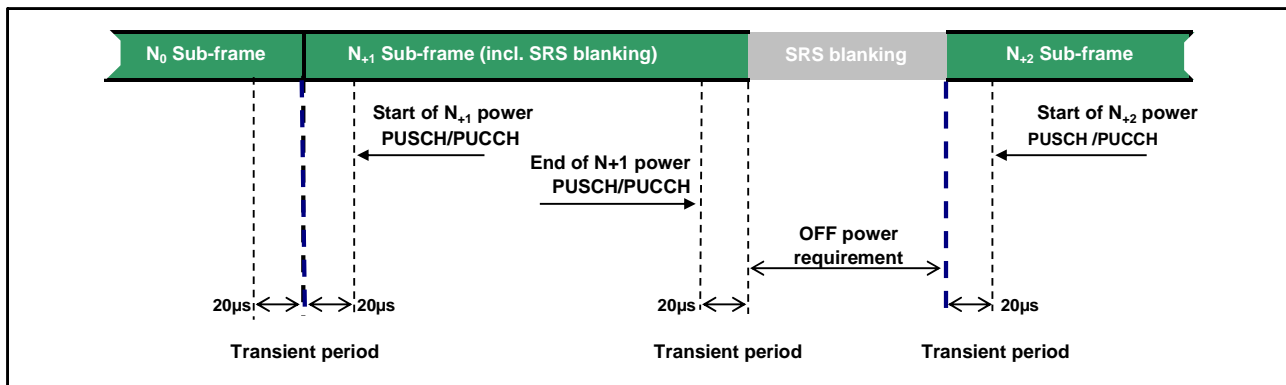 N0 Sub-frame
N+1 Sub-frame (incl. SRS blanking)
SRS blanking
N+2 Sub-frame
Start of N+1 power
PUSCH/PUCCH
Start of N+2 power
PUSCH /PUCCH
End of N+1 power
PUSCH/PUCCH
OFF power
requirement
20µs
20µs
20µs
20µs
Transient period
Transient period
Transient period